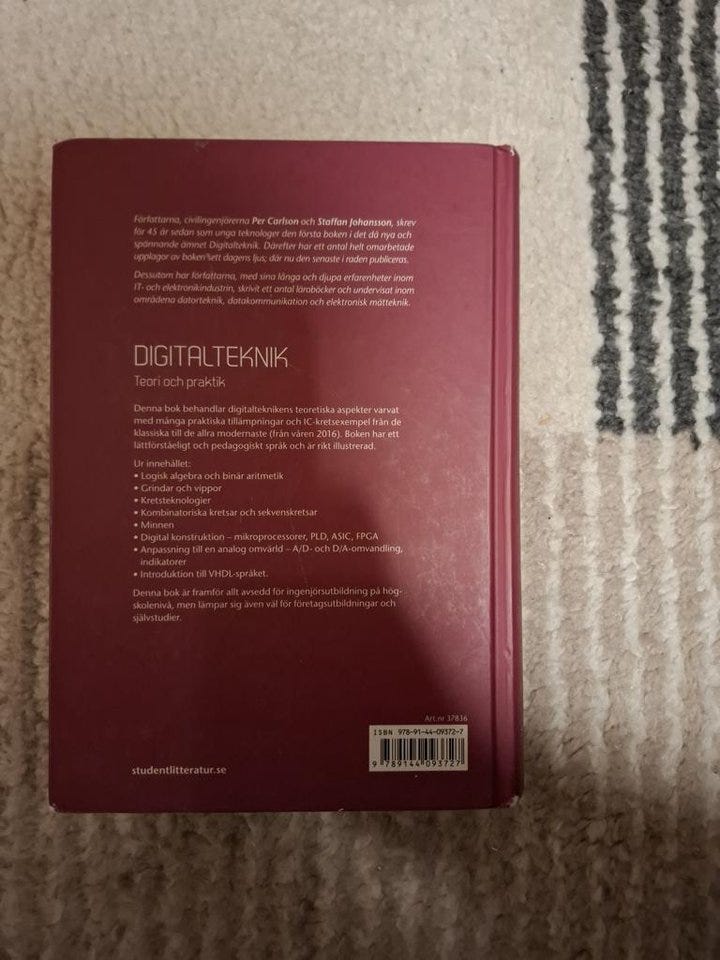 Författarna, civilingenjörerna Per Carlson och Staffan Johansson, skrev
för 45 år sedan som unga teknologer den första boken i det då nya och
spännande ämnet Digitalteknik. Därefter har ett antal helt omarbetade
upplagor av boken sett dagens ljus; där nu den senaste i raden publiceras.
Dessutom har författarna, med sina långa och djupa erfarenheter inom
IT- och elektronikindustrin, skrivit ett antal läroböcker och undervisat inom
områdena datorteknik, datakommunikation och elektronisk mätteknik.
DIGITALTEKNIK
Teori och praktik
Denna bok behandlar digitalteknikens teoretiska aspekter varvat
med många praktiska tillämpningar och IC-kretsexempel från de
klassiska till de allra modernaste (från våren 2016). Boken har ett
lättförståeligt och pedagogiskt språk och är rikt illustrerad.
Ur innehållet:
• Logisk algebra och binär aritmetik
• Grindar och vippor
• Kretsteknologier
• Kombinatoriska kretsar och sekvenskretsar
• Minnen
• Digital konstruktion – mikroprocessorer, PLD, ASIC, FPGA
• Anpassning till en analog omvärld – A/D- och D/A-omvandling,
indikatorer
• Introduktion till VHDL-språket.
Denna bok är framför allt avsedd för ingenjörsutbildning på hög-
skolenivå, men lämpar sig även väl för företagsutbildningar och
självstudier.
Art.nr 37836
ISBN 978-91-44-09372-7
9 789144 093727
studentlitteratur.se